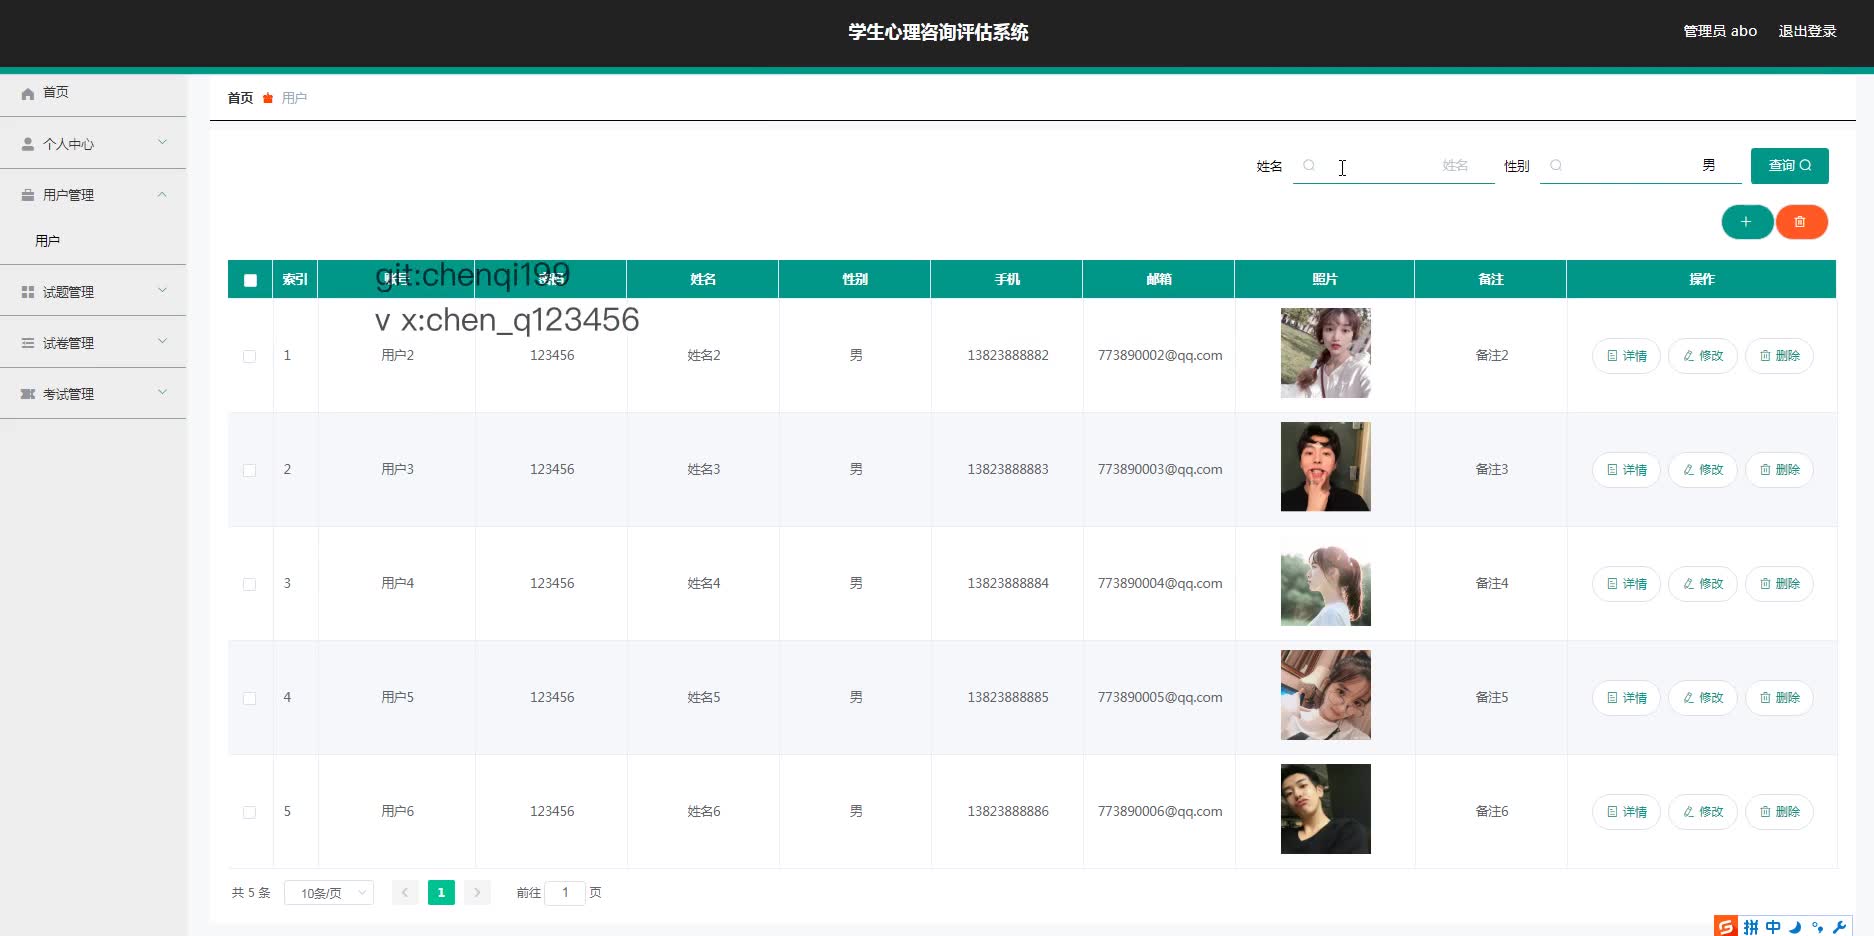 学生心理咨询评估系统
管理员 abo 退出登录
首页
个人中心
用户管理
用户
试题管理
试卷管理
考试管理
首页 用户
姓名 姓名 性别 男 查询
索引 姓名 性别 手机 邮箱 照片 备注 操作
git:chenqi199
v x:chen_q123456
1 用户2 123456 姓名2 男 13823888882 773890002@qq.com 备注2 详情 修改 删除
2 用户3 123456 姓名3 男 13823888883 773890003@qq.com 备注3 详情 修改 删除
3 用户4 123456 姓名4 男 13823888884 773890004@qq.com 备注4 详情 修改 删除
4 用户5 123456 姓名5 男 13823888885 773890005@qq.com 备注5 详情 修改 删除
5 用户6 123456 姓名6 男 13823888886 773890006@qq.com 备注6 详情 修改 删除
共 5 条 10条/页 1 前往 1 页
拼 中